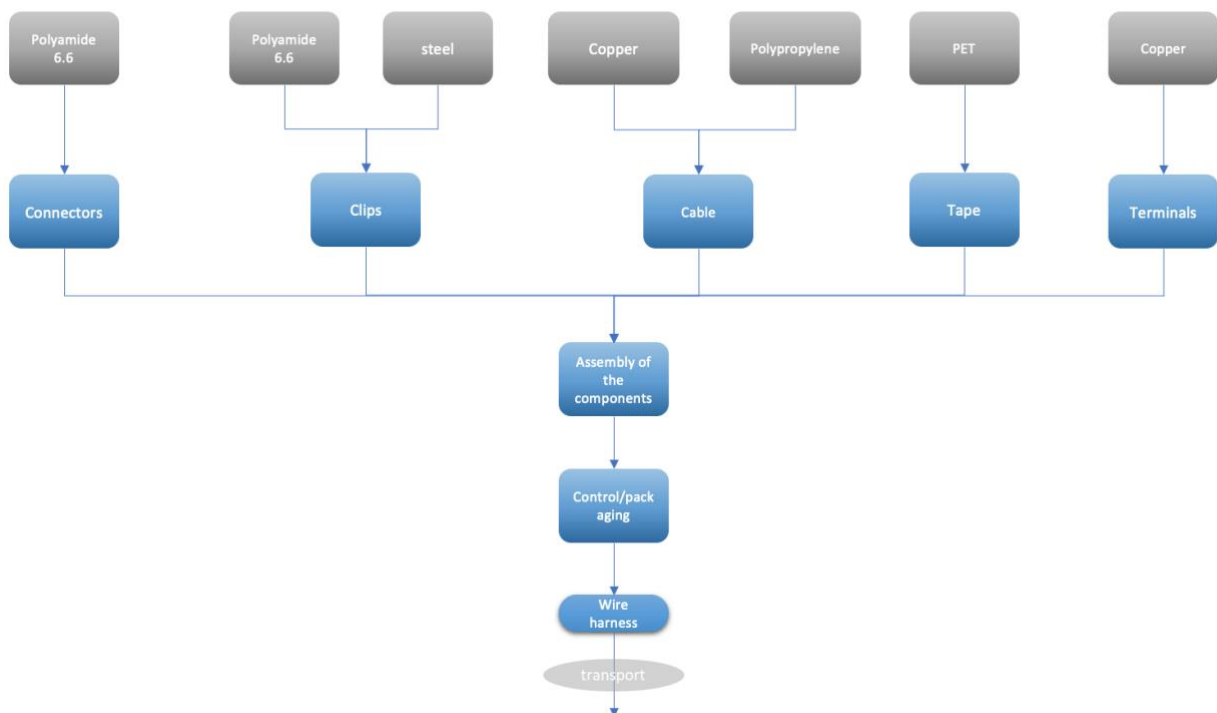 Polyamide
6.6
Polyamide
6.6
steel
Copper
Polypropylene
PET
Copper
Connectors
Clips
Cable
Tape
Terminals
Assembly of
the
components
Control/pack
aging
Wire
harness
transport